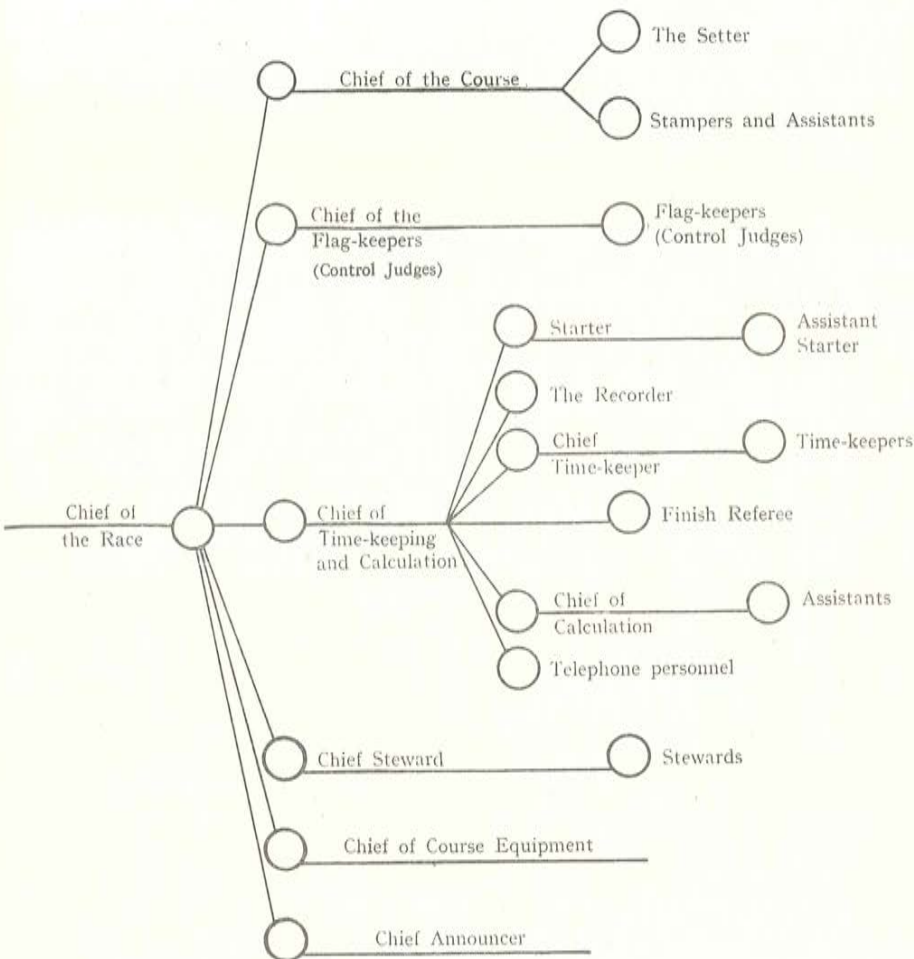 The Setter
Chief of the Course
Stampers and Assistants
Chief of the
Flag-keepers
(Control Judges)
Flag-keepers
(Control Judges)
Starter
Assistant
Starter
The Recorder
Chief
Time-keeper
Time-keepers
Chief of
the Race
Chief of
Time-keeping
and Calculation
Finish Referee
Chief of
Calculation
Assistants
Telephone personnel
Chief Steward
Stewards
Chief of Course Equipment
Chief Announcer